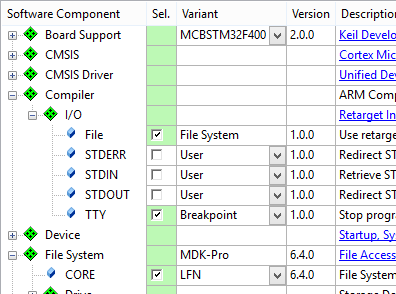 Software Component Sel. Variant Version Description
Board Support MCBSTM32F400 2.0.0 Keil Develo
CMSIS Cortex Mic
CMSIS Driver Unified Dev
Compiler ARM Comp
I/O Retarget In
File File System 1.0.0 Use retarge
STDERR User 1.0.0 Redirect ST
STDIN User 1.0.0 Retrieve ST
STDOUT User 1.0.0 Redirect ST
TTY Breakpoint 1.0.0 Stop progr
Device Startup, Sy
File System MDK-Pro 6.4.0 File Access
CORE LFN 6.4.0 File System
Drive